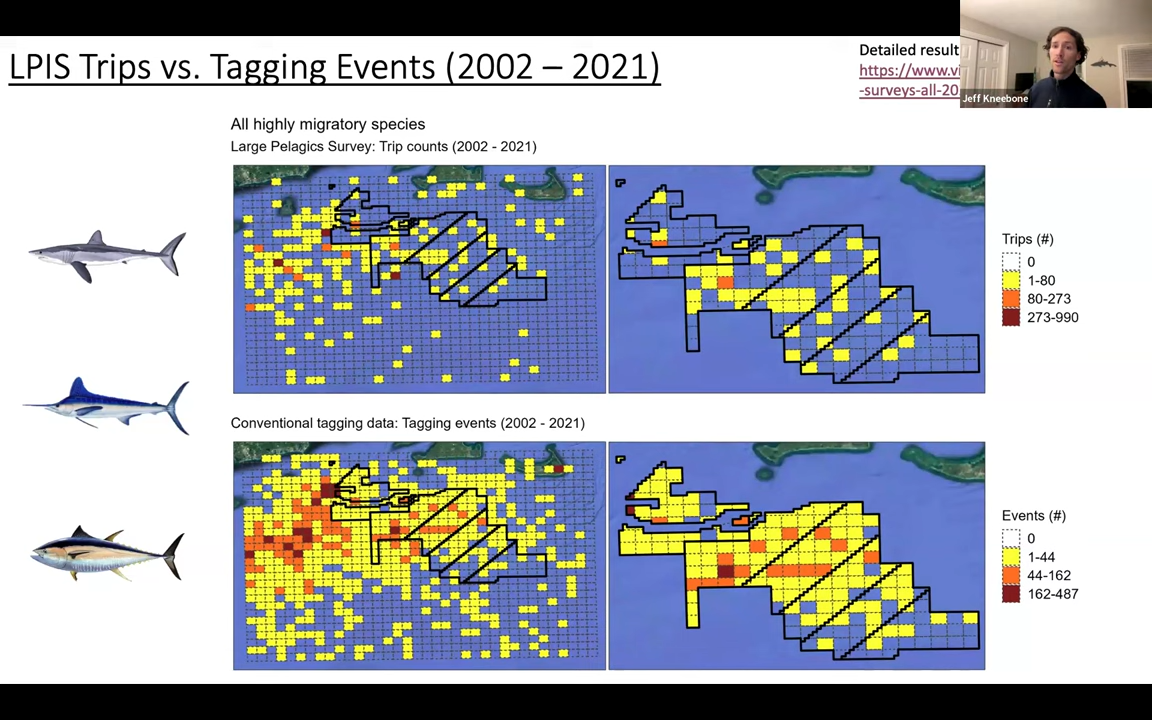 LPIS Trips vs. Tagging Events (2002 – 2021)
Detailed result
https://www.vi
-surveys-all-20
Jeff Kneebone
All highly migratory species
Large Pelagics Survey: Trip counts (2002 - 2021)
Trips (#)
0
1-80
80-273
273-990
Conventional tagging data: Tagging events (2002 - 2021)
Events (#)
0
1-44
44-162
162-487